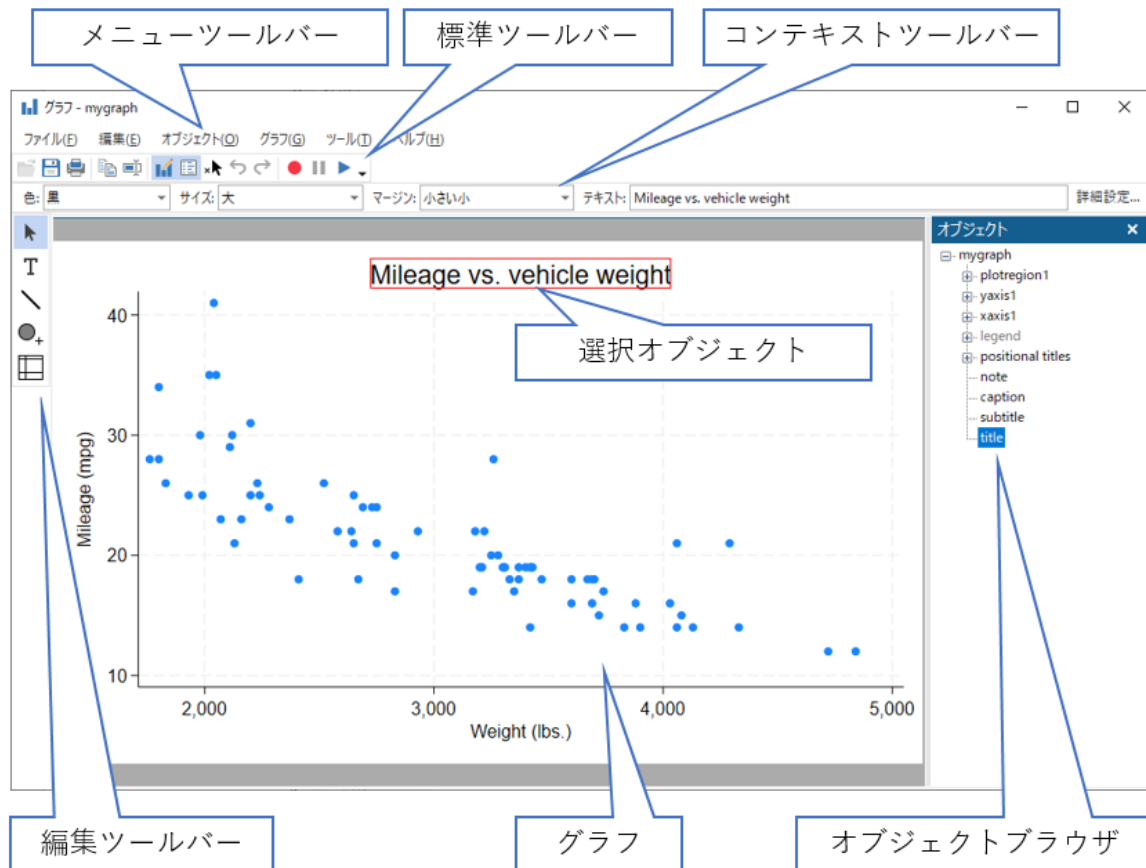 メニューツールバー
標準ツールバー
コンテキストツールバー
グラフ - mygraph
ファイル(F) 編集(E) オブジェクト(O) グラフ(G) ツール(T) ヘルプ(H)
色: 黒 サイズ: 大 マージン: 小さい小 テキスト: Mileage vs. vehicle weight 詳細設定...
オブジェクト
mygraph
plotregion1
yaxis1
xaxis1
legend
positional titles
note
caption
subtitle
title
T
Mileage vs. vehicle weight
選択オブジェクト
Mileage (mpg)
40
30
20
10
2,000 3,000 4,000 5,000
Weight (lbs.)
編集ツールバー
グラフ
オブジェクトブラウザ